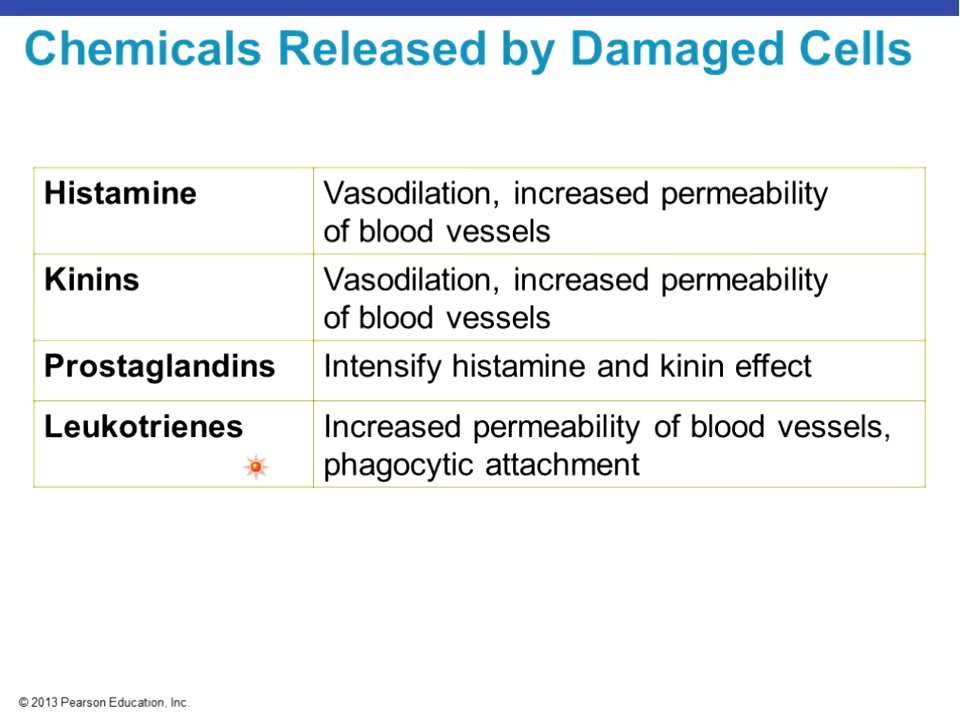 Chemicals Released by Damaged Cells
Histamine
Vasodilation, increased permeability
of blood vessels
Kinins
Vasodilation, increased permeability
of blood vessels
Prostaglandins
Intensify histamine and kinin effect
Leukotrienes
Increased permeability of blood vessels,
phagocytic attachment
© 2013 Pearson Education, Inc.